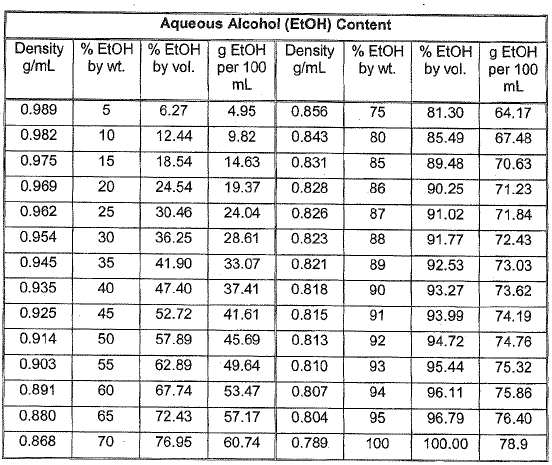 Aqueous Alcohol (EtOH) Content
Density g/mL % EtOH by wt. % EtOH by vol. g EtOH per 100 mL Density g/mL % EtOH by wt. % EtOH by vol. g EtOH per 100 mL
0.989 5 6.27 4.95 0.856 75 81.30 64.17
0.982 10 12.44 9.82 0.843 80 85.49 67.48
0.975 15 18.54 14.63 0.831 85 89.48 70.63
0.969 20 24.54 19.37 0.828 86 90.25 71.23
0.962 25 30.46 24.04 0.826 87 91.02 71.84
0.954 30 36.25 28.61 0.823 88 91.77 72.43
0.945 35 41.90 33.07 0.821 89 92.53 73.03
0.935 40 47.40 37.41 0.818 90 93.27 73.62
0.925 45 52.72 41.61 0.815 91 93.99 74.19
0.914 50 57.89 45.69 0.813 92 94.72 74.76
0.903 55 62.89 49.64 0.810 93 95.44 75.32
0.891 60 67.74 53.47 0.807 94 96.11 75.86
0.880 65 72.43 57.17 0.804 95 96.79 76.40
0.868 70 76.95 60.74 0.789 100 100.00 78.9